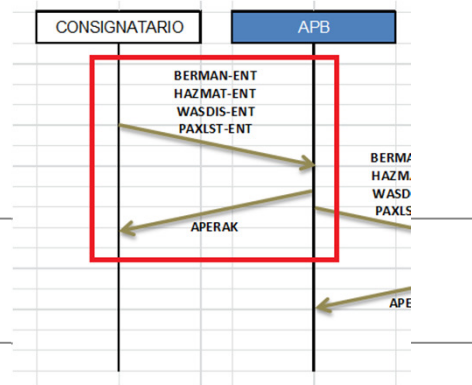 CONSIGNATARIO
APB
BERMAN-ENT
HAZMAT-ENT
WASDIS-ENT
PAXLST-ENT
APERAK